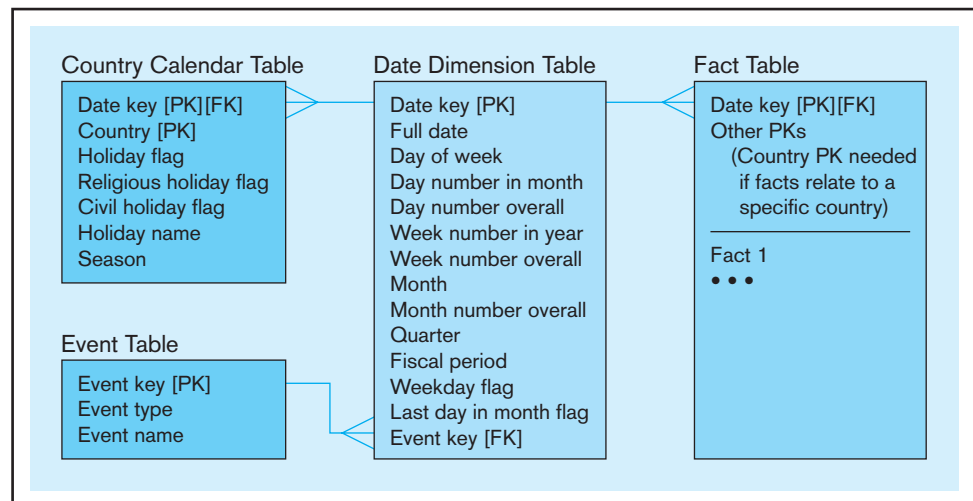 Country Calendar Table
Date key [PK][FK]
Country [PK]
Holiday flag
Religious holiday flag
Civil holiday flag
Holiday name
Season
Event Table
Event key [PK]
Event type
Event name
Date Dimension Table
Date key [PK]
Full date
Day of week
Day number in month
Day number overall
Week number in year
Week number overall
Month
Month number overall
Quarter
Fiscal period
Weekday flag
Last day in month flag
Event key [FK]
Fact Table
Date key [PK][FK]
Other PKs
(Country PK needed
if facts relate to a
specific country)
Fact 1
• • •